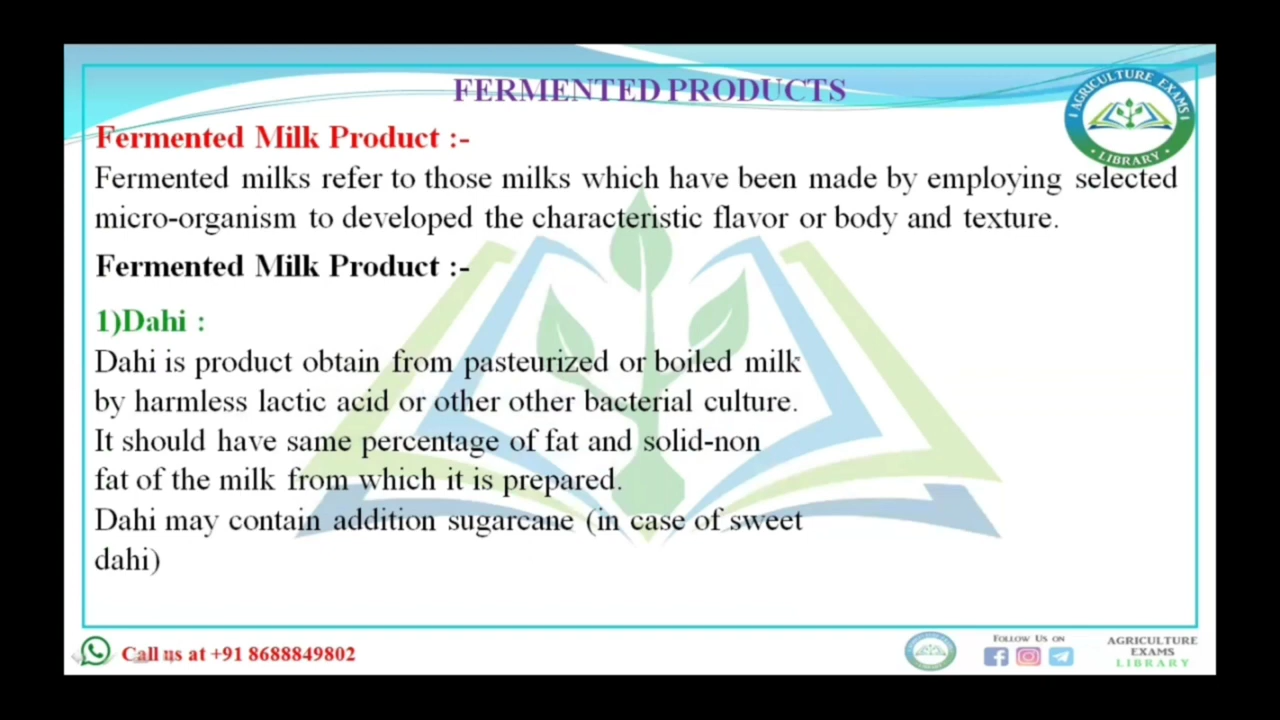 FERMENTED PRODUCTS
AGRICULTURE EXAMS
LIBRARY
Fermented Milk Product :-
Fermented milks refer to those milks which have been made by employing selected
micro-organism to developed the characteristic flavor or body and texture.
Fermented Milk Product :-
1)Dahi :
Dahi is product obtain from pasteurized or boiled milk
by harmless lactic acid or other other bacterial culture.
It should have same percentage of fat and solid-non
fat of the milk from which it is prepared.
Dahi may contain addition sugarcane (in case of sweet
dahi)
Call us at +91 8688849802
Follow Us on
AGRICULTURE
EXAMS
LIBRARY